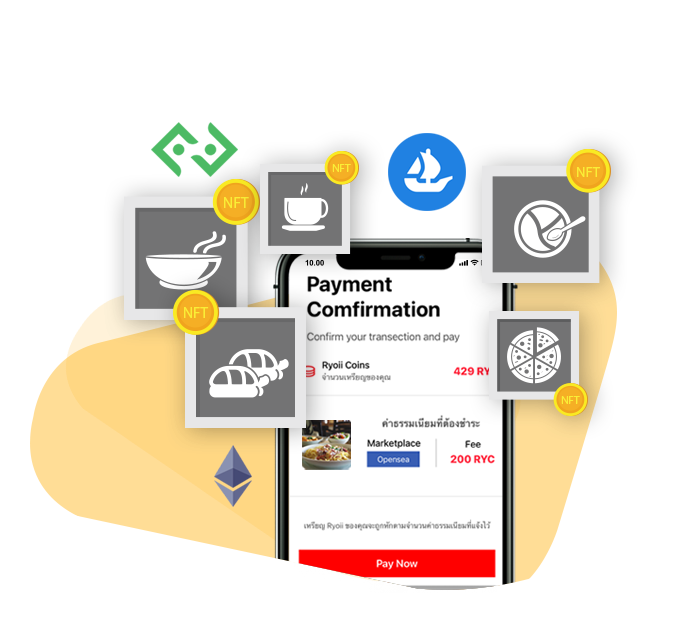 NFT
NFT
NFT
NFT
NFT
10.00
Payment
Comfirmation
Confirm your transection and pay
Ryoii Coins
จำนวนเหรียญของคุณ
429 RY
ค่าธรรมเนียมที่ต้องชำระ
Marketplace
Fee
Opensea
200 RYC
เหรียญ Ryoii ของคุณจะถูกหักตามจำนวนค่าธรรมเนียมที่แจ้งไว้
Pay Now